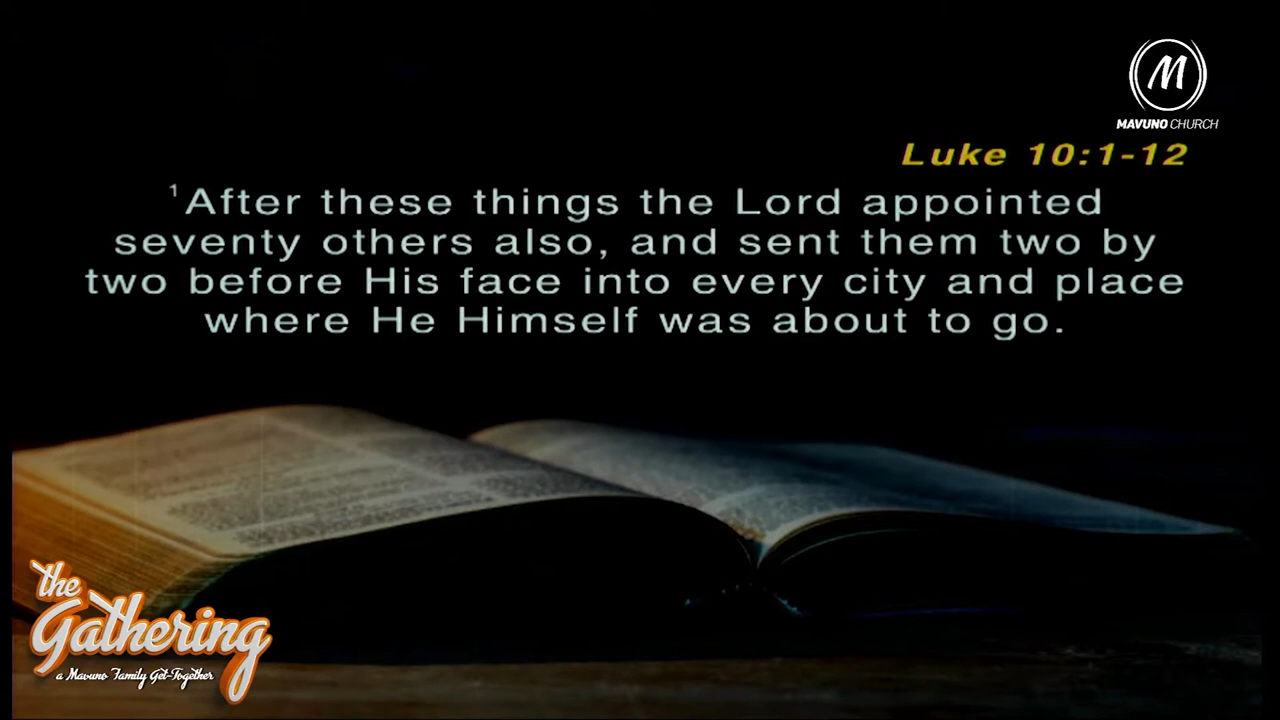 M
MAVUNO CHURCH
Luke 10:1-12
1 After these things the Lord appointed
seventy others also, and sent them two by
two before His face into every city and place
where He Himself was about to go.
the
Gathering
a Mavuno Family Get-Together